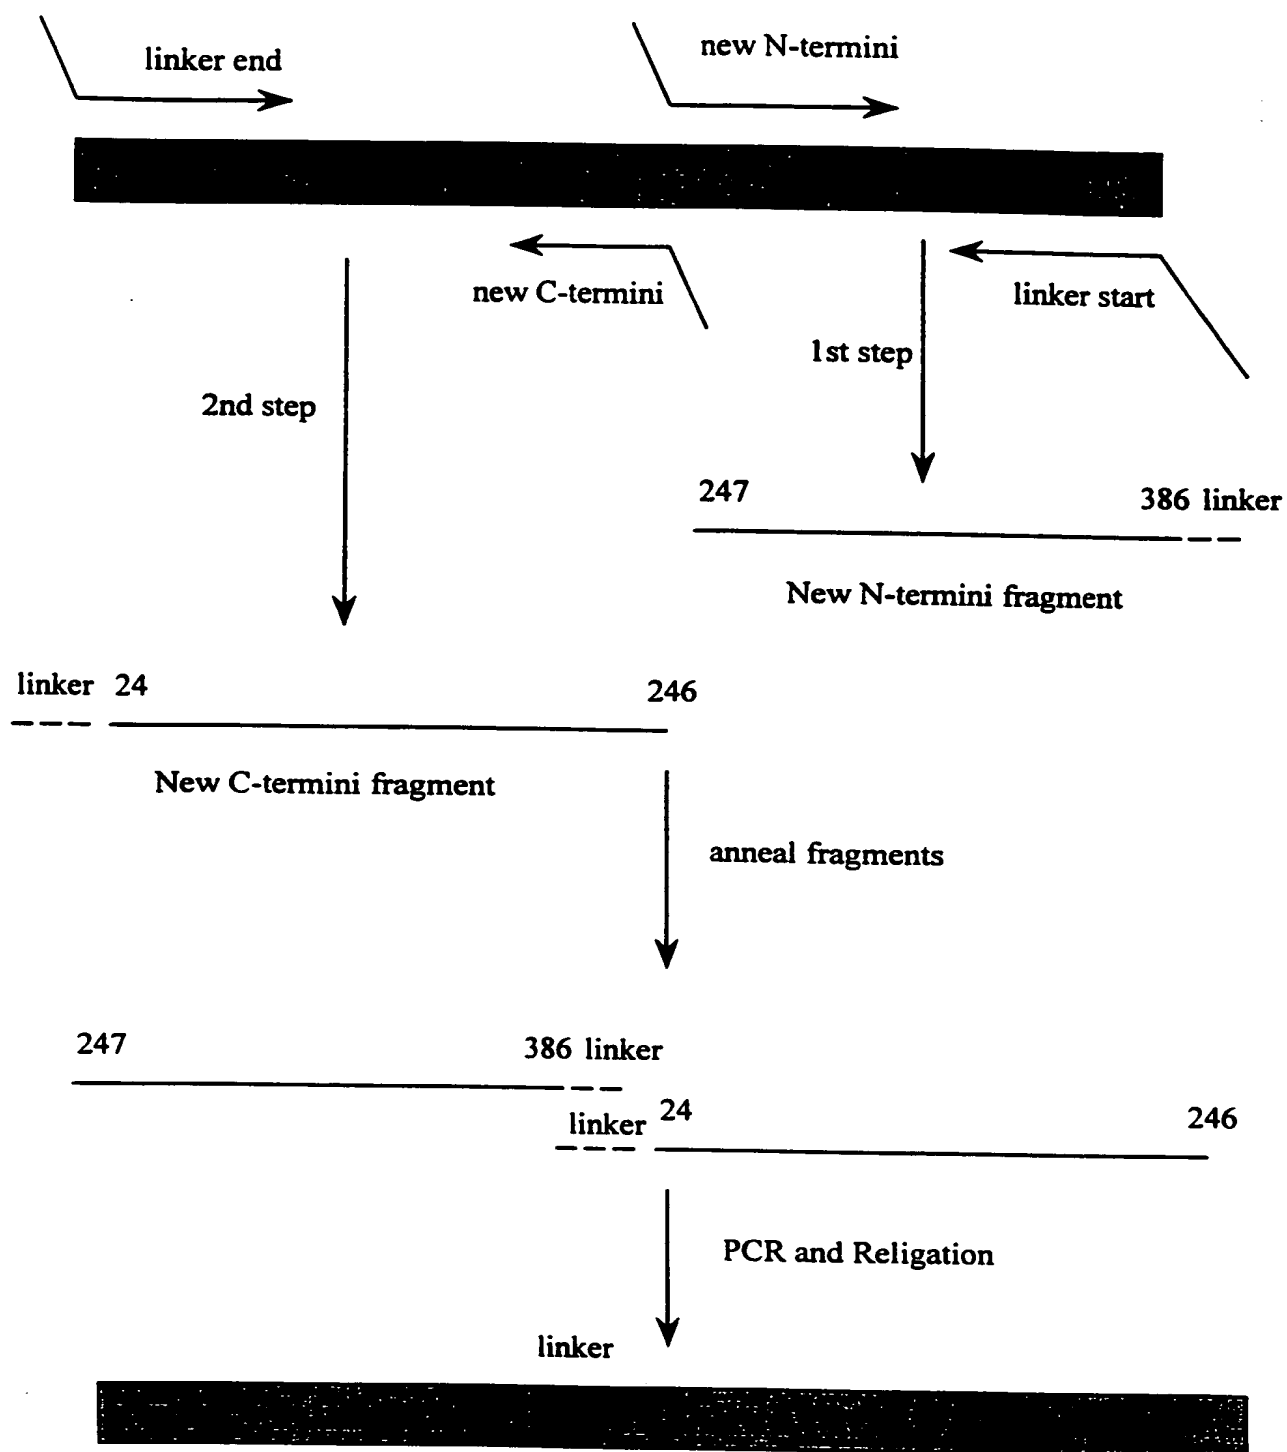 linker end
new N-termini
new C-termini
linker start
1st step
2nd step
247
386 linker
New N-termini fragment
linker 24
246
New C-termini fragment
anneal fragments
247
386 linker
linker 24
246
PCR and Religation
linker